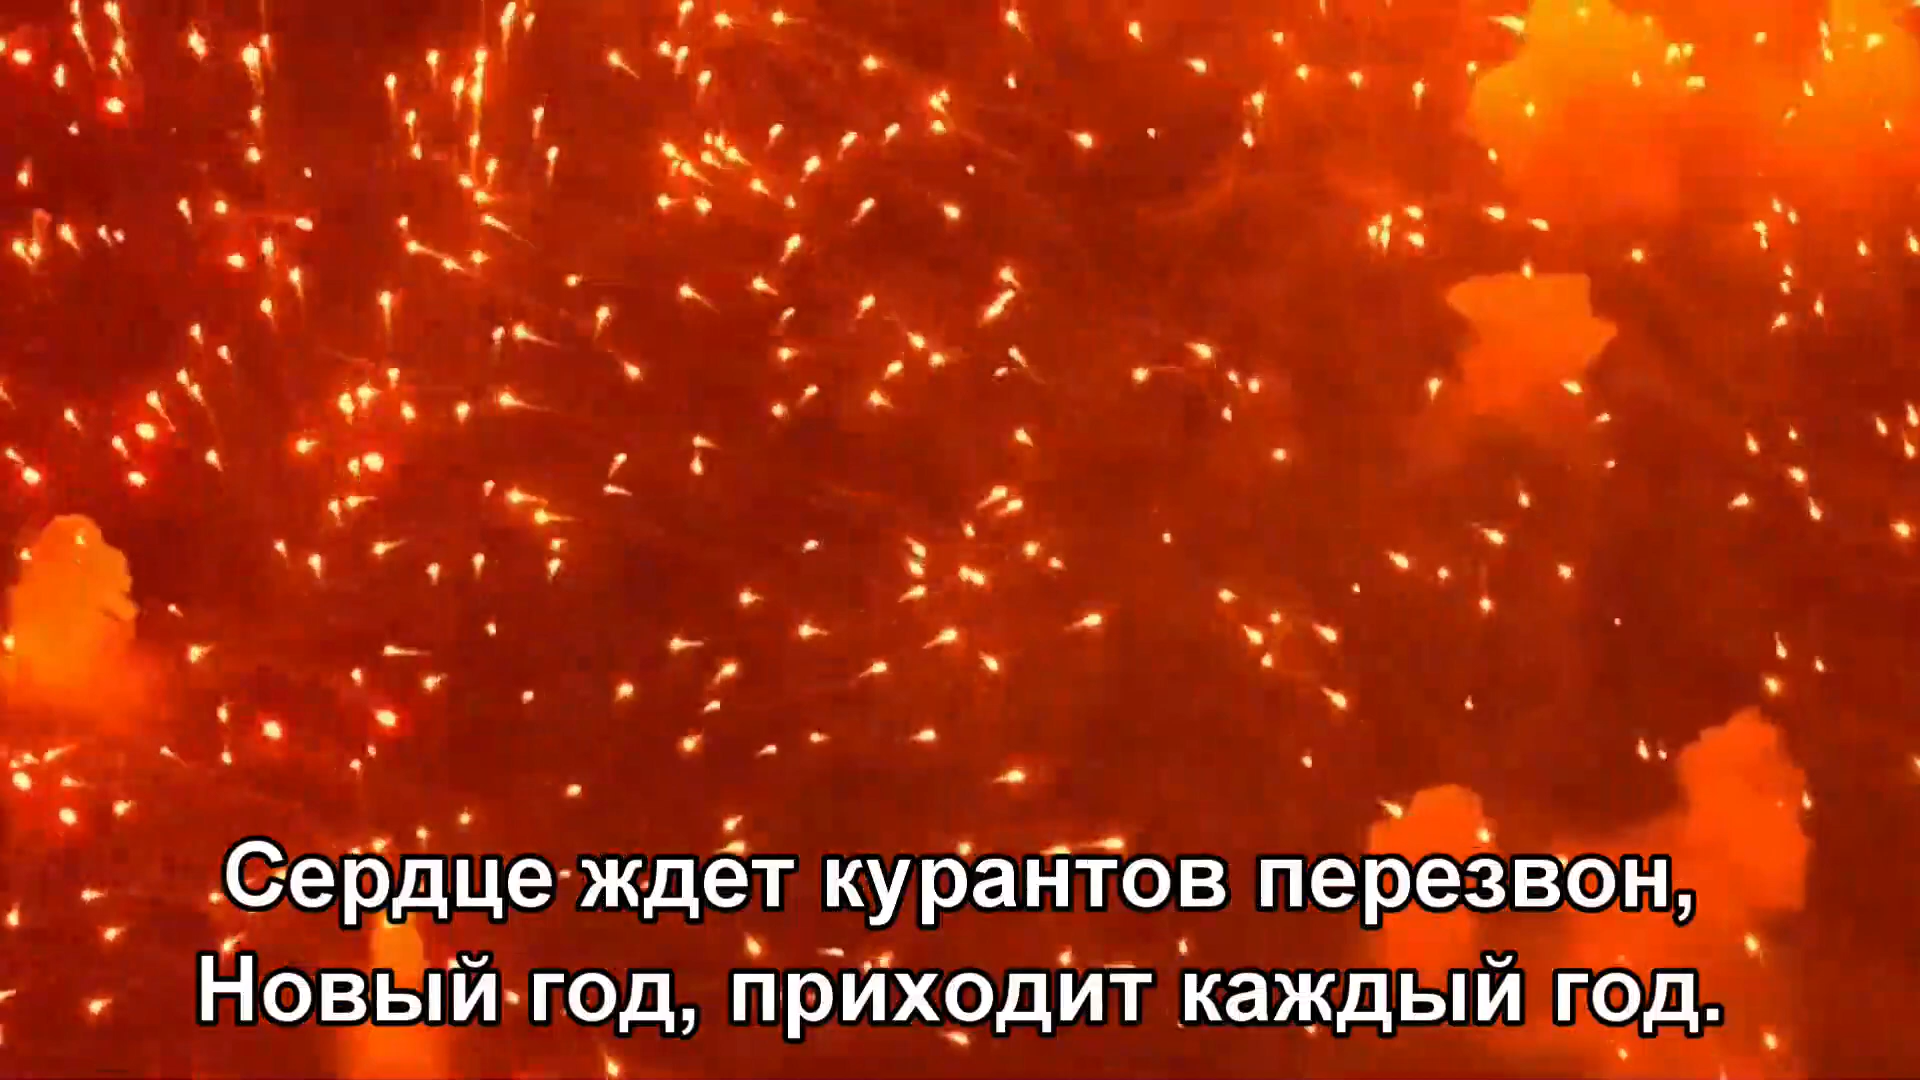 Сердце ждет курантов перезвон,
Новый год, приходит каждый год.